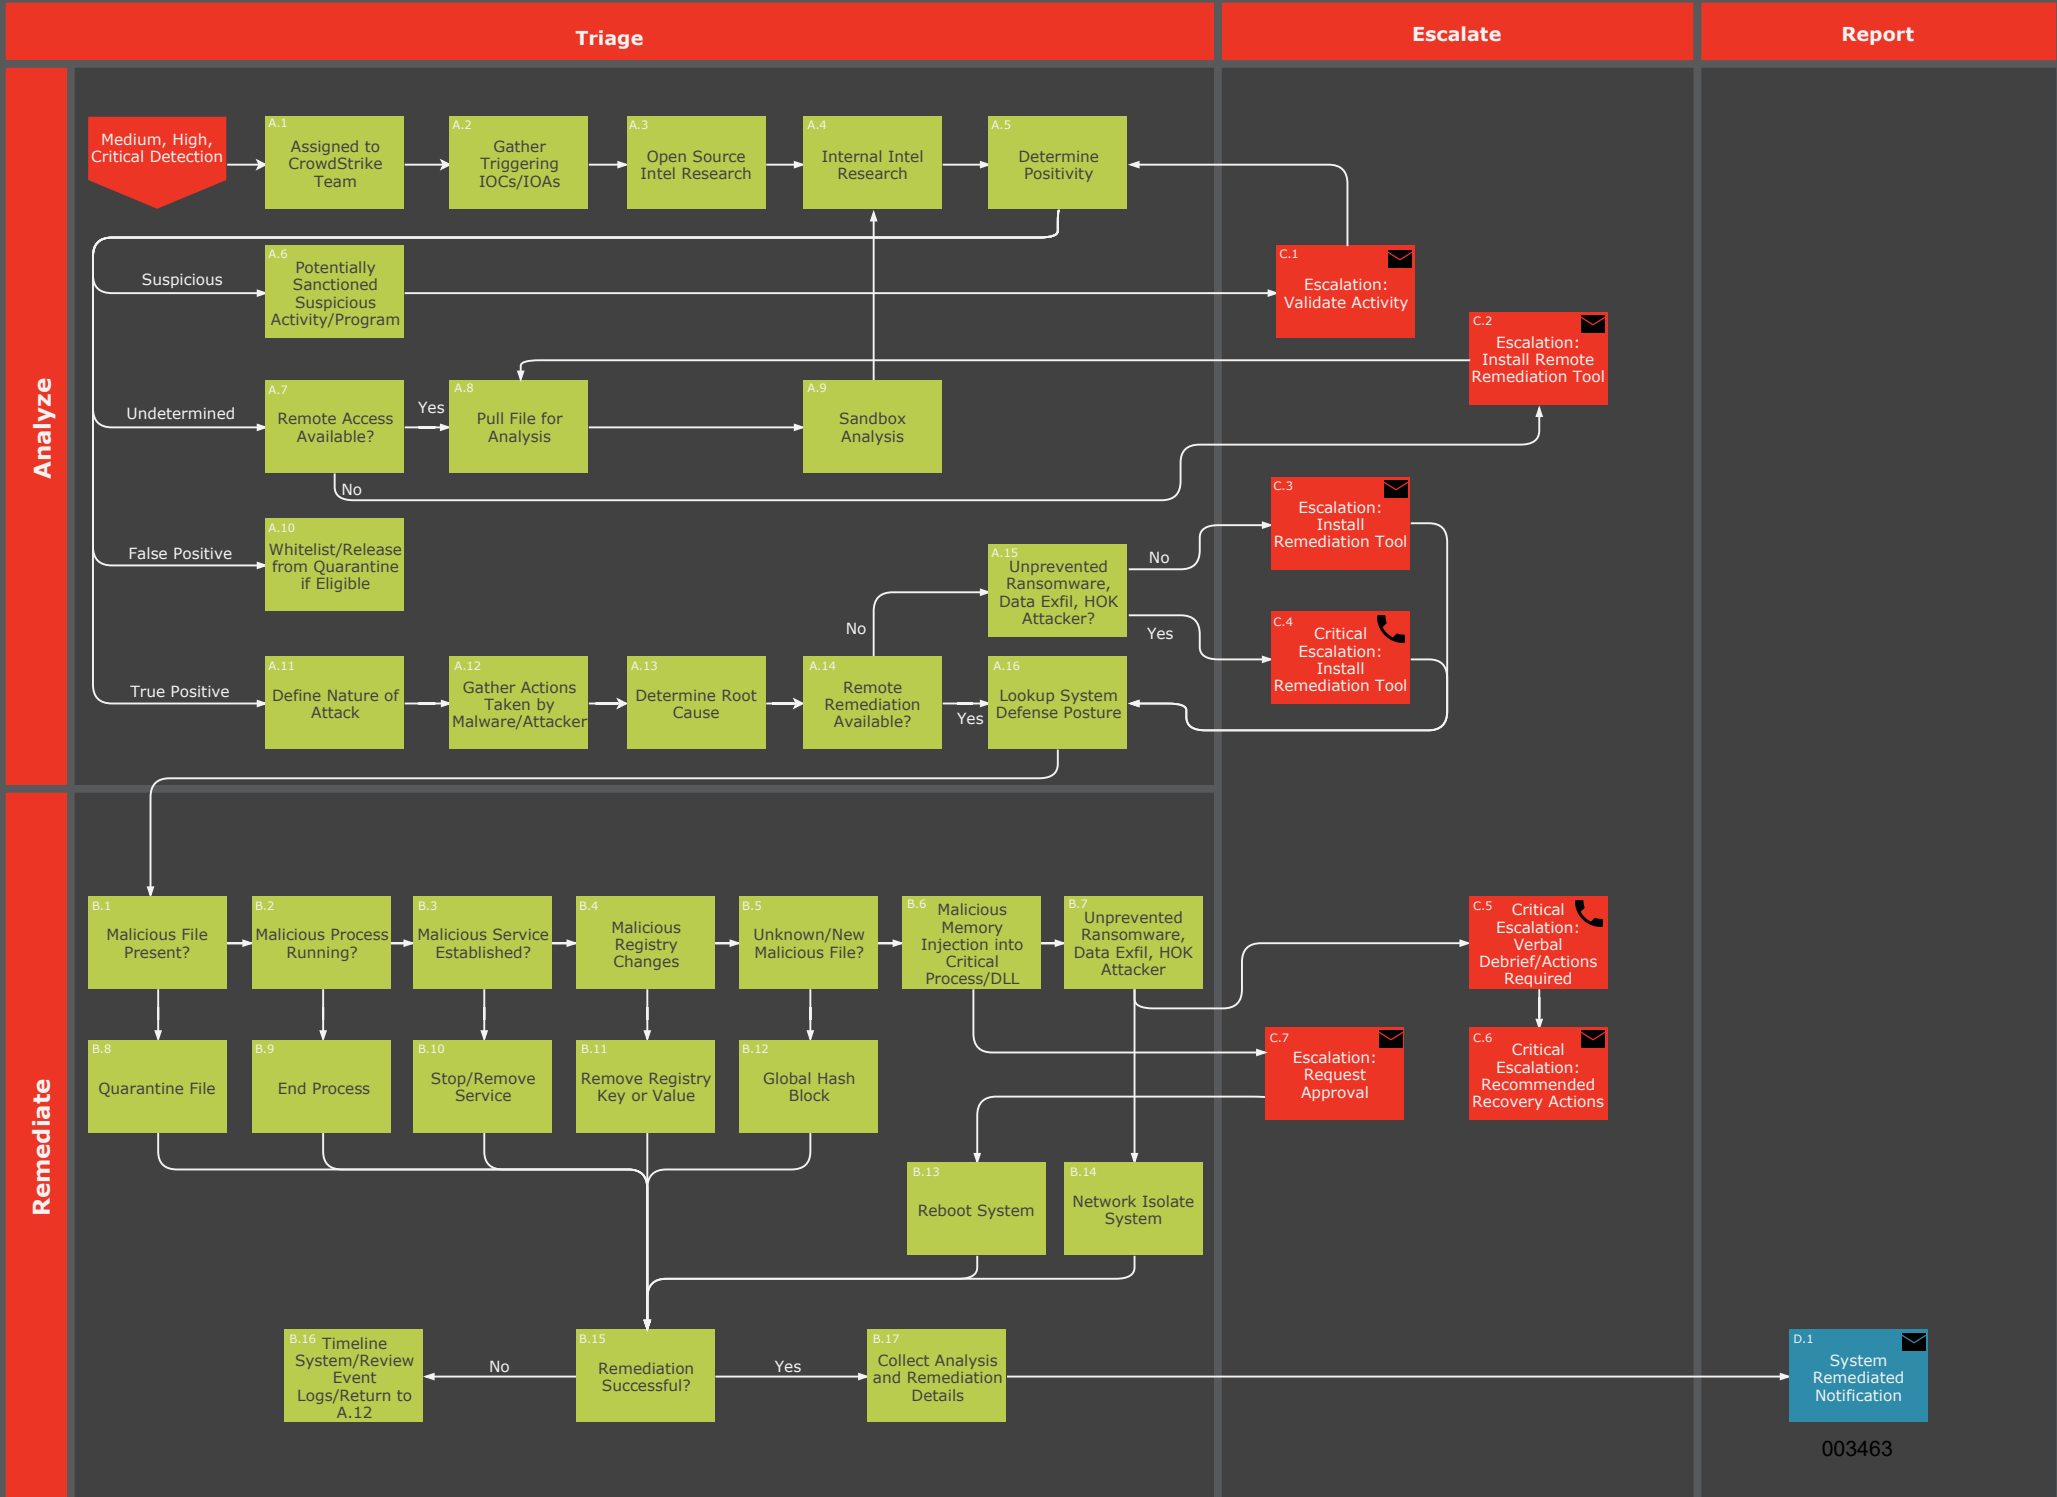 Triage
Escalate
Report
Analyze
Medium, High,
Critical Detection
A.1
Assigned to
CrowdStrike
Team
A.2
Gather
Triggering
IOCs/IOAs
A.3
Open Source
Intel Research
A.4
Internal Intel
Research
A.5
Determine
Positivity
Suspicious
A.6
Potentially
Sanctioned
Suspicious
Activity/Program
C.1
Escalation:
Validate Activity
C.2
Escalation:
Install Remote
Remediation Tool
Undetermined
A.7
Remote Access
Available?
Yes
A.8
Pull File for
Analysis
A.9
Sandbox
Analysis
No
C.3
Escalation:
Install
Remediation Tool
False Positive
A.10
Whitelist/Release
from Quarantine
if Eligible
A.15
Unprevented
Ransomware,
Data Exfil, HOK
Attacker?
No
Yes
C.4
Critical
Escalation:
Install
Remediation Tool
True Positive
A.11
Define Nature of
Attack
A.12
Gather Actions
Taken by
Malware/Attacker
A.13
Determine Root
Cause
No
A.14
Remote
Remediation
Available?
Yes
A.16
Lookup System
Defense Posture
Remediate
B.1
Malicious File
Present?
B.2
Malicious Process
Running?
B.3
Malicious Service
Established?
B.4
Malicious
Registry
Changes
B.5
Unknown/New
Malicious File?
B.6
Malicious
Memory
Injection into
Critical
Process/DLL
B.7
Unprevented
Ransomware,
Data Exfil, HOK
Attacker
C.5
Critical
Escalation:
Verbal
Debrief/Actions
Required
B.8
Quarantine File
B.9
End Process
B.10
Stop/Remove
Service
B.11
Remove Registry
Key or Value
B.12
Global Hash
Block
C.7
Escalation:
Request
Approval
C.6
Critical
Escalation:
Recommended
Recovery Actions
B.13
Reboot System
B.14
Network Isolate
System
B.16
Timeline
System/Review
Event
Logs/Return to
A.12
No
B.15
Remediation
Successful?
Yes
B.17
Collect Analysis
and Remediation
Details
D.1
System
Remediated
Notification
003463